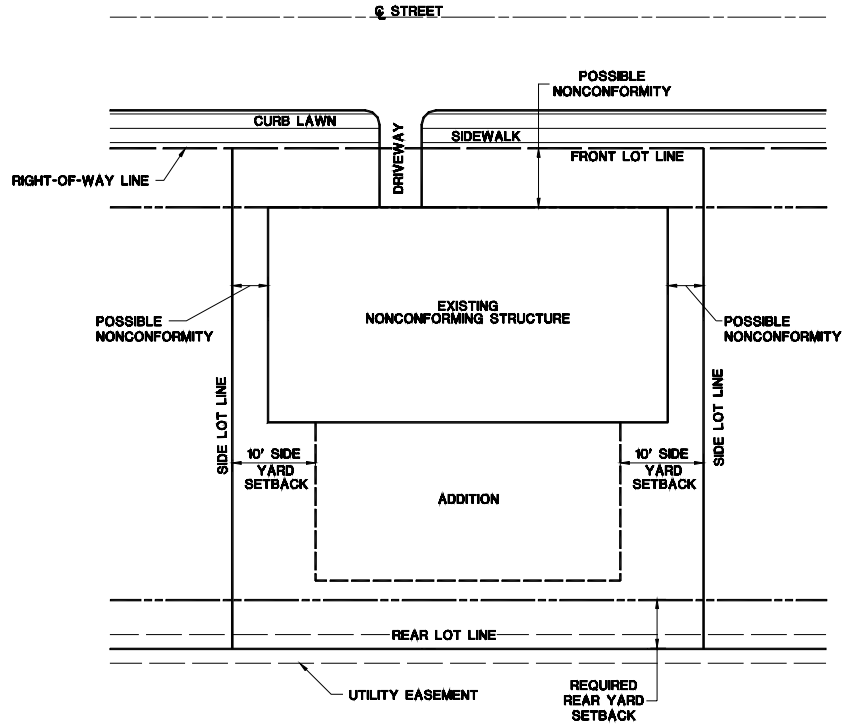 ℄ STREET
POSSIBLE
NONCONFORMITY
CURB LAWN
SIDEWALK
DRIVEWAY
FRONT LOT LINE
RIGHT-OF-WAY LINE
EXISTING
NONCONFORMING STRUCTURE
POSSIBLE
NONCONFORMITY
POSSIBLE
NONCONFORMITY
SIDE LOT LINE
SIDE LOT LINE
10' SIDE
YARD
SETBACK
10' SIDE
YARD
SETBACK
ADDITION
REAR LOT LINE
UTILITY EASEMENT
REQUIRED
REAR YARD
SETBACK